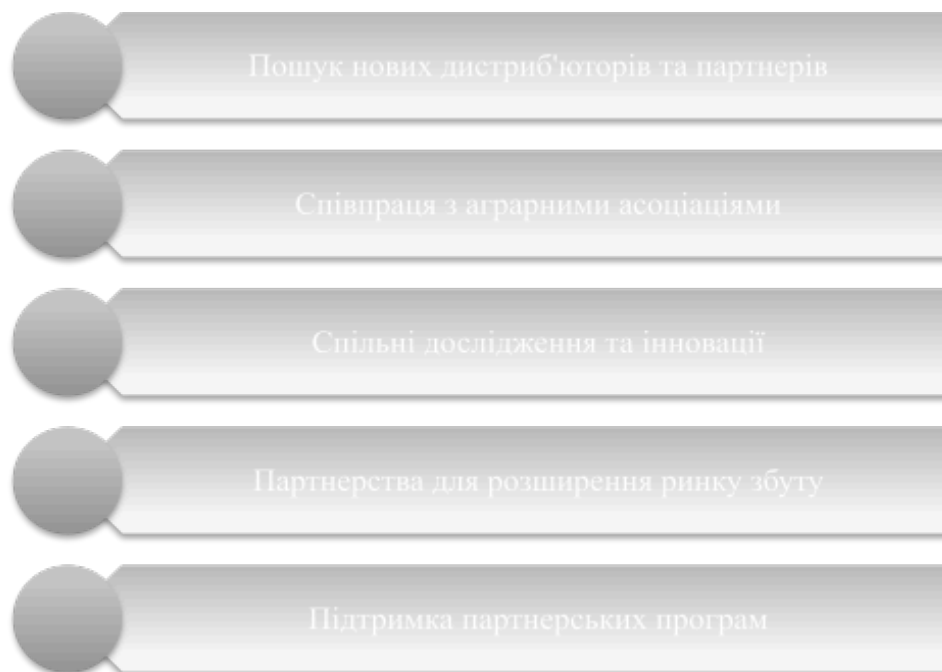 Пошук нових дистриб'юторів та партнерів
Співпраця з аграрними асоціаціями
Спільні дослідження та інновації
Партнерства для розширення ринку збуту
Підтримка партнерських програм